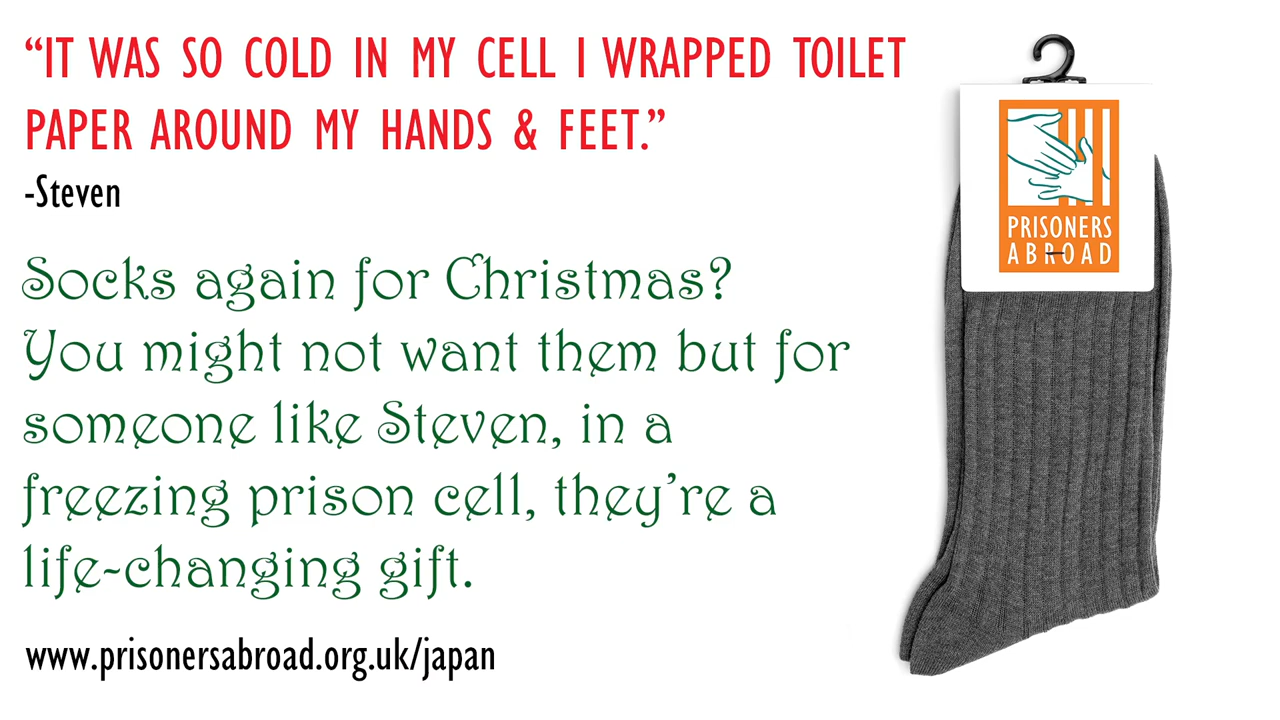 “IT WAS SO COLD IN MY CELL I WRAPPED TOILET
PAPER AROUND MY HANDS & FEET.”
-Steven
Socks again for Christmas?
You might not want them but for
someone like Steven, in a
freezing prison cell, they’re a
life-changing gift.
www.prisonersabroad.org.uk/japan
PRISONERS
ABROAD